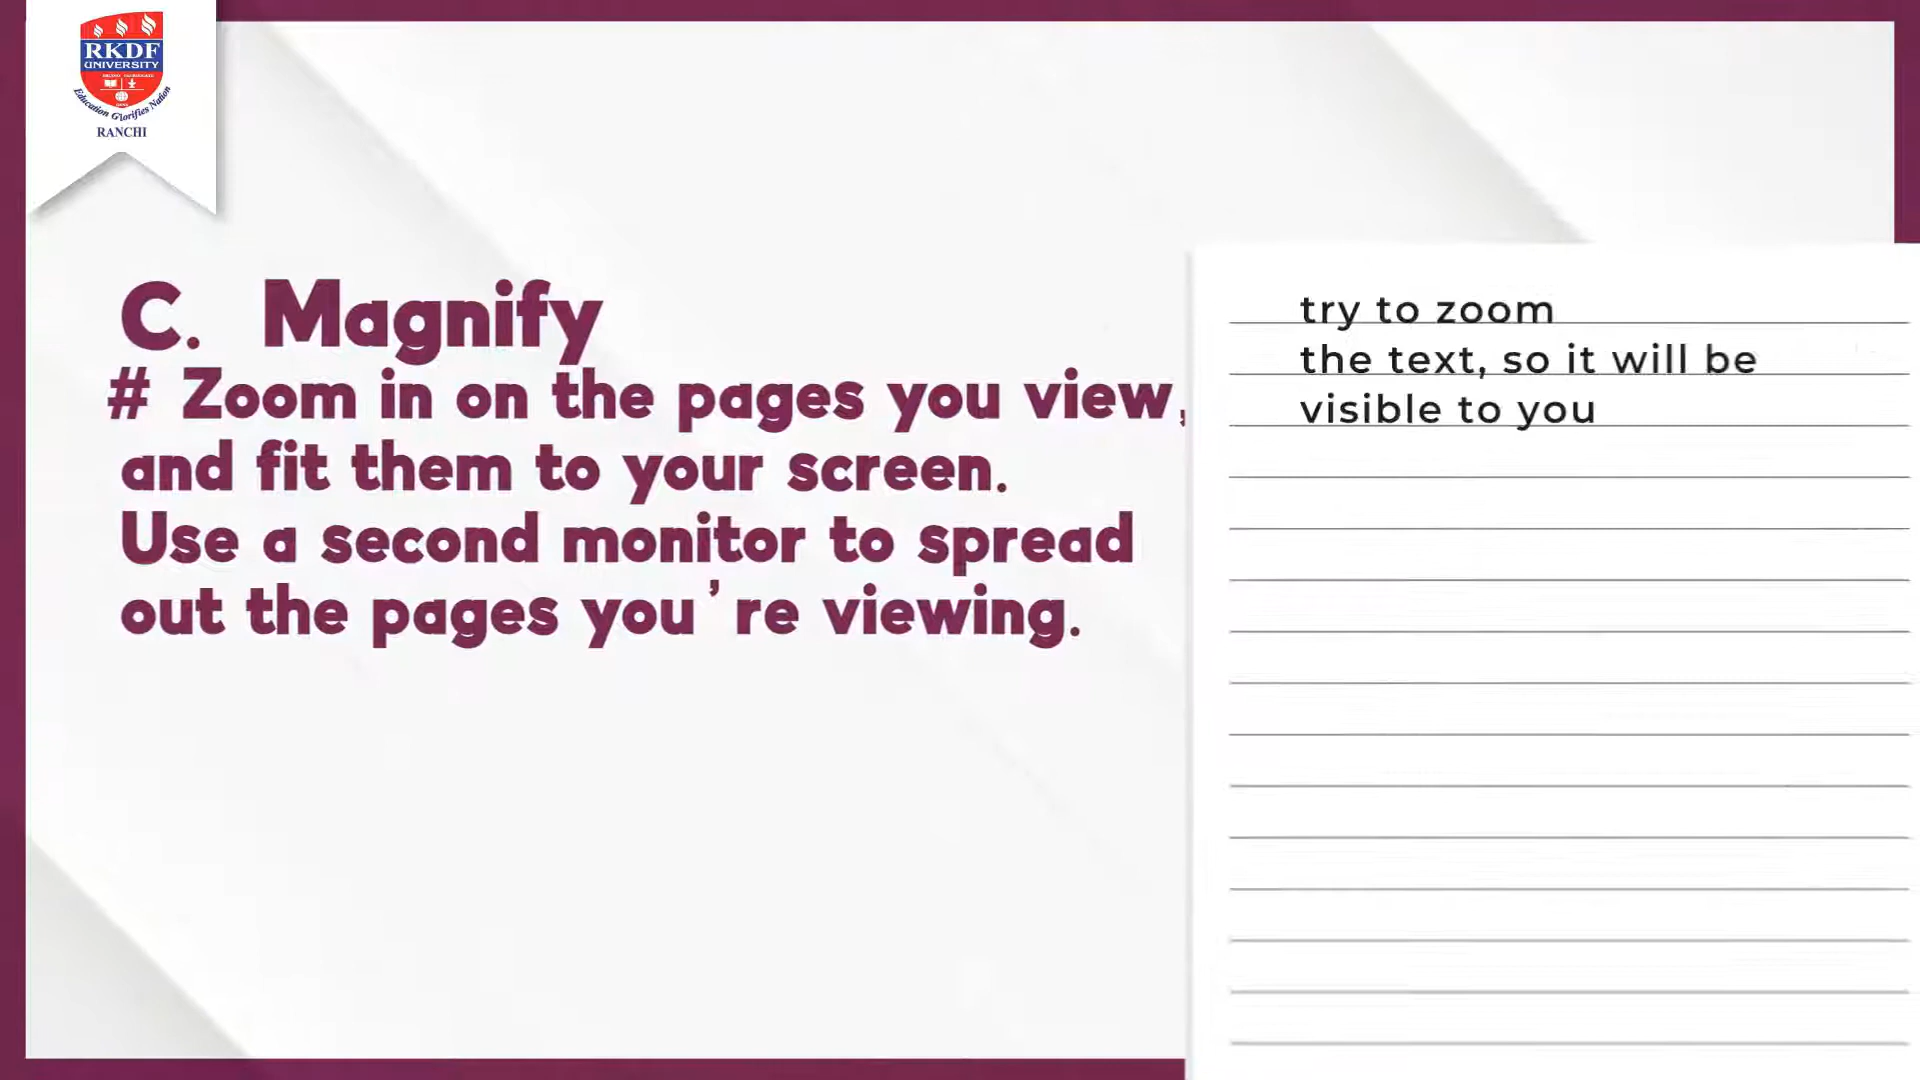 RKDF
UNIVERSITY
Education Glorifies Nation
RANCHI
C. Magnify
# Zoom in on the pages you view,
and fit them to your screen.
Use a second monitor to spread
out the pages you're viewing.
try to zoom
the text, so it will be
visible to you